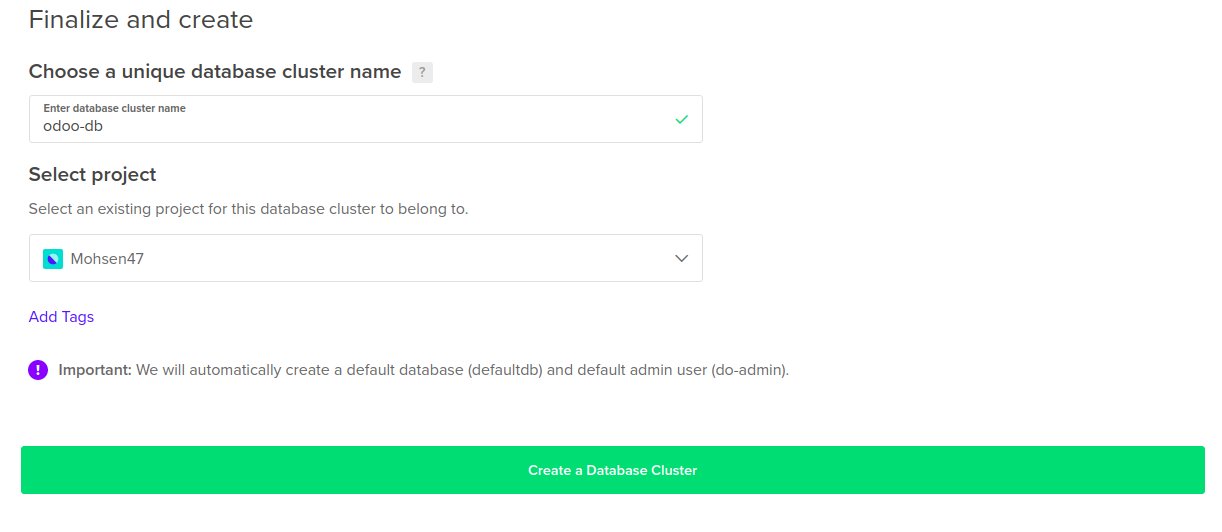 Finalize and create
Choose a unique database cluster name ?
Enter database cluster name
odoo-db
Select project
Select an existing project for this database cluster to belong to.
Mohsen47
Add Tags
! Important: We will automatically create a default database (defaultdb) and default admin user (do-admin).
Create a Database Cluster